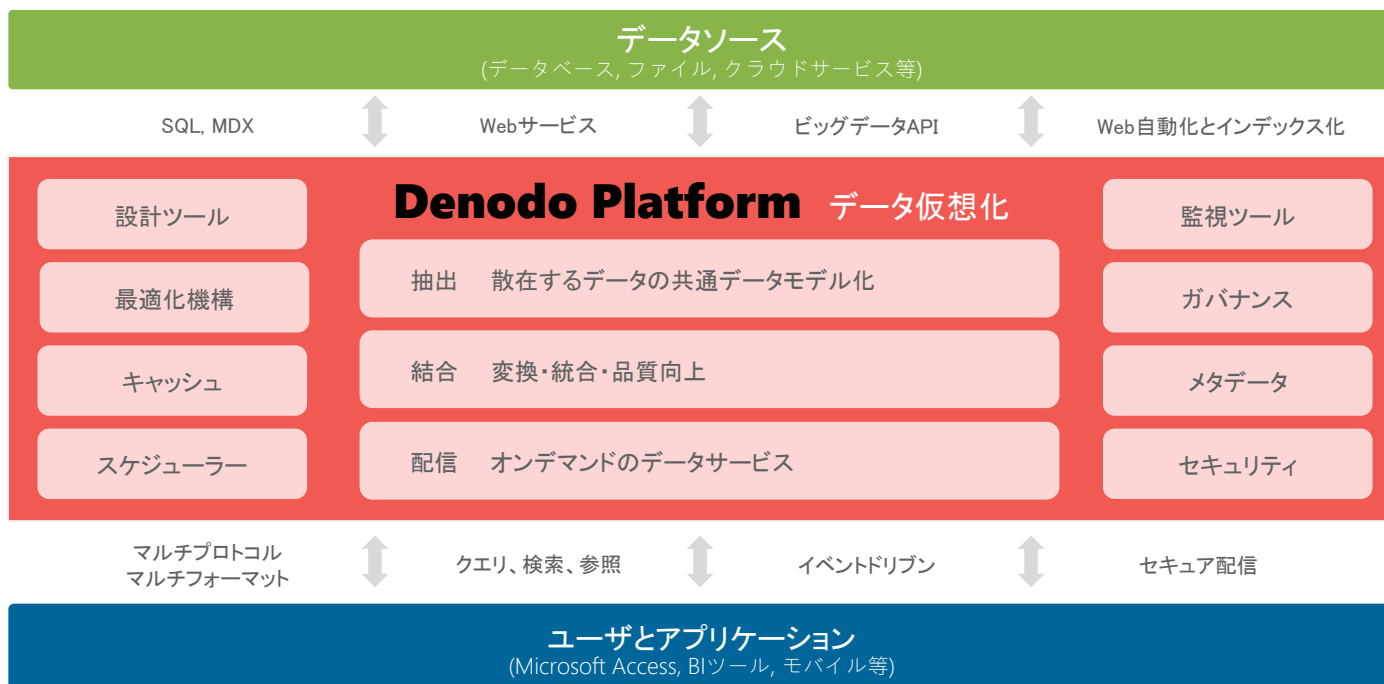 データソース
(データベース, ファイル, クラウドサービス等)
SQL, MDX
Webサービス
ビッグデータAPI
Web自動化とインデックス化
Denodo Platform データ仮想化
設計ツール
最適化機構
キャッシュ
スケジューラー
抽出 散在するデータの共通データモデル化
結合 変換・統合・品質向上
配信 オンデマンドのデータサービス
監視ツール
ガバナンス
メタデータ
セキュリティ
マルチプロトコル
マルチフォーマット
クエリ、検索、参照
イベントドリブン
セキュア配信
ユーザとアプリケーション
(Microsoft Access, BIツール, モバイル等)